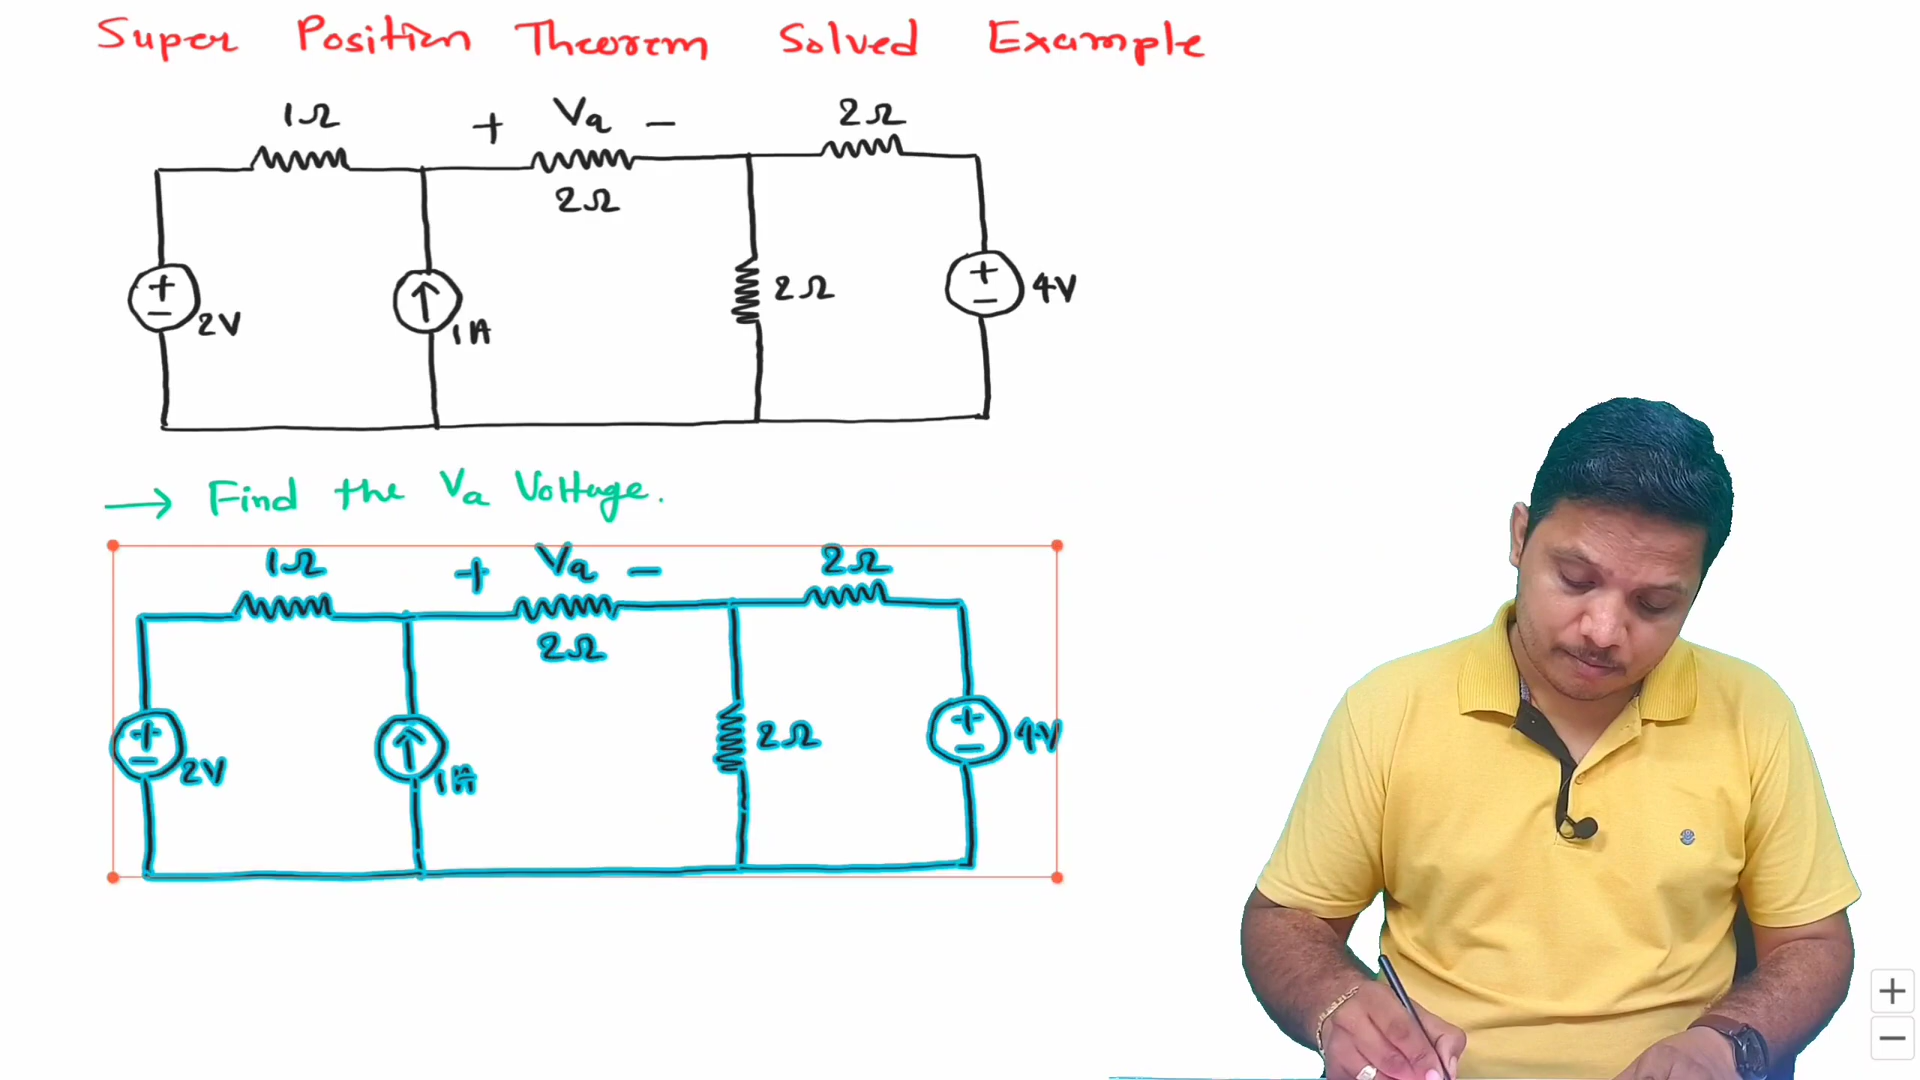 Super Position Theorem Solved Example
1Ω + Va - 2Ω
2Ω
+ - 2V
1A
2Ω
+ - 4V
→ Find the Va Voltage.
1Ω + Va - 2Ω
2Ω
+ - 2V
1A
2Ω
+ - 4V